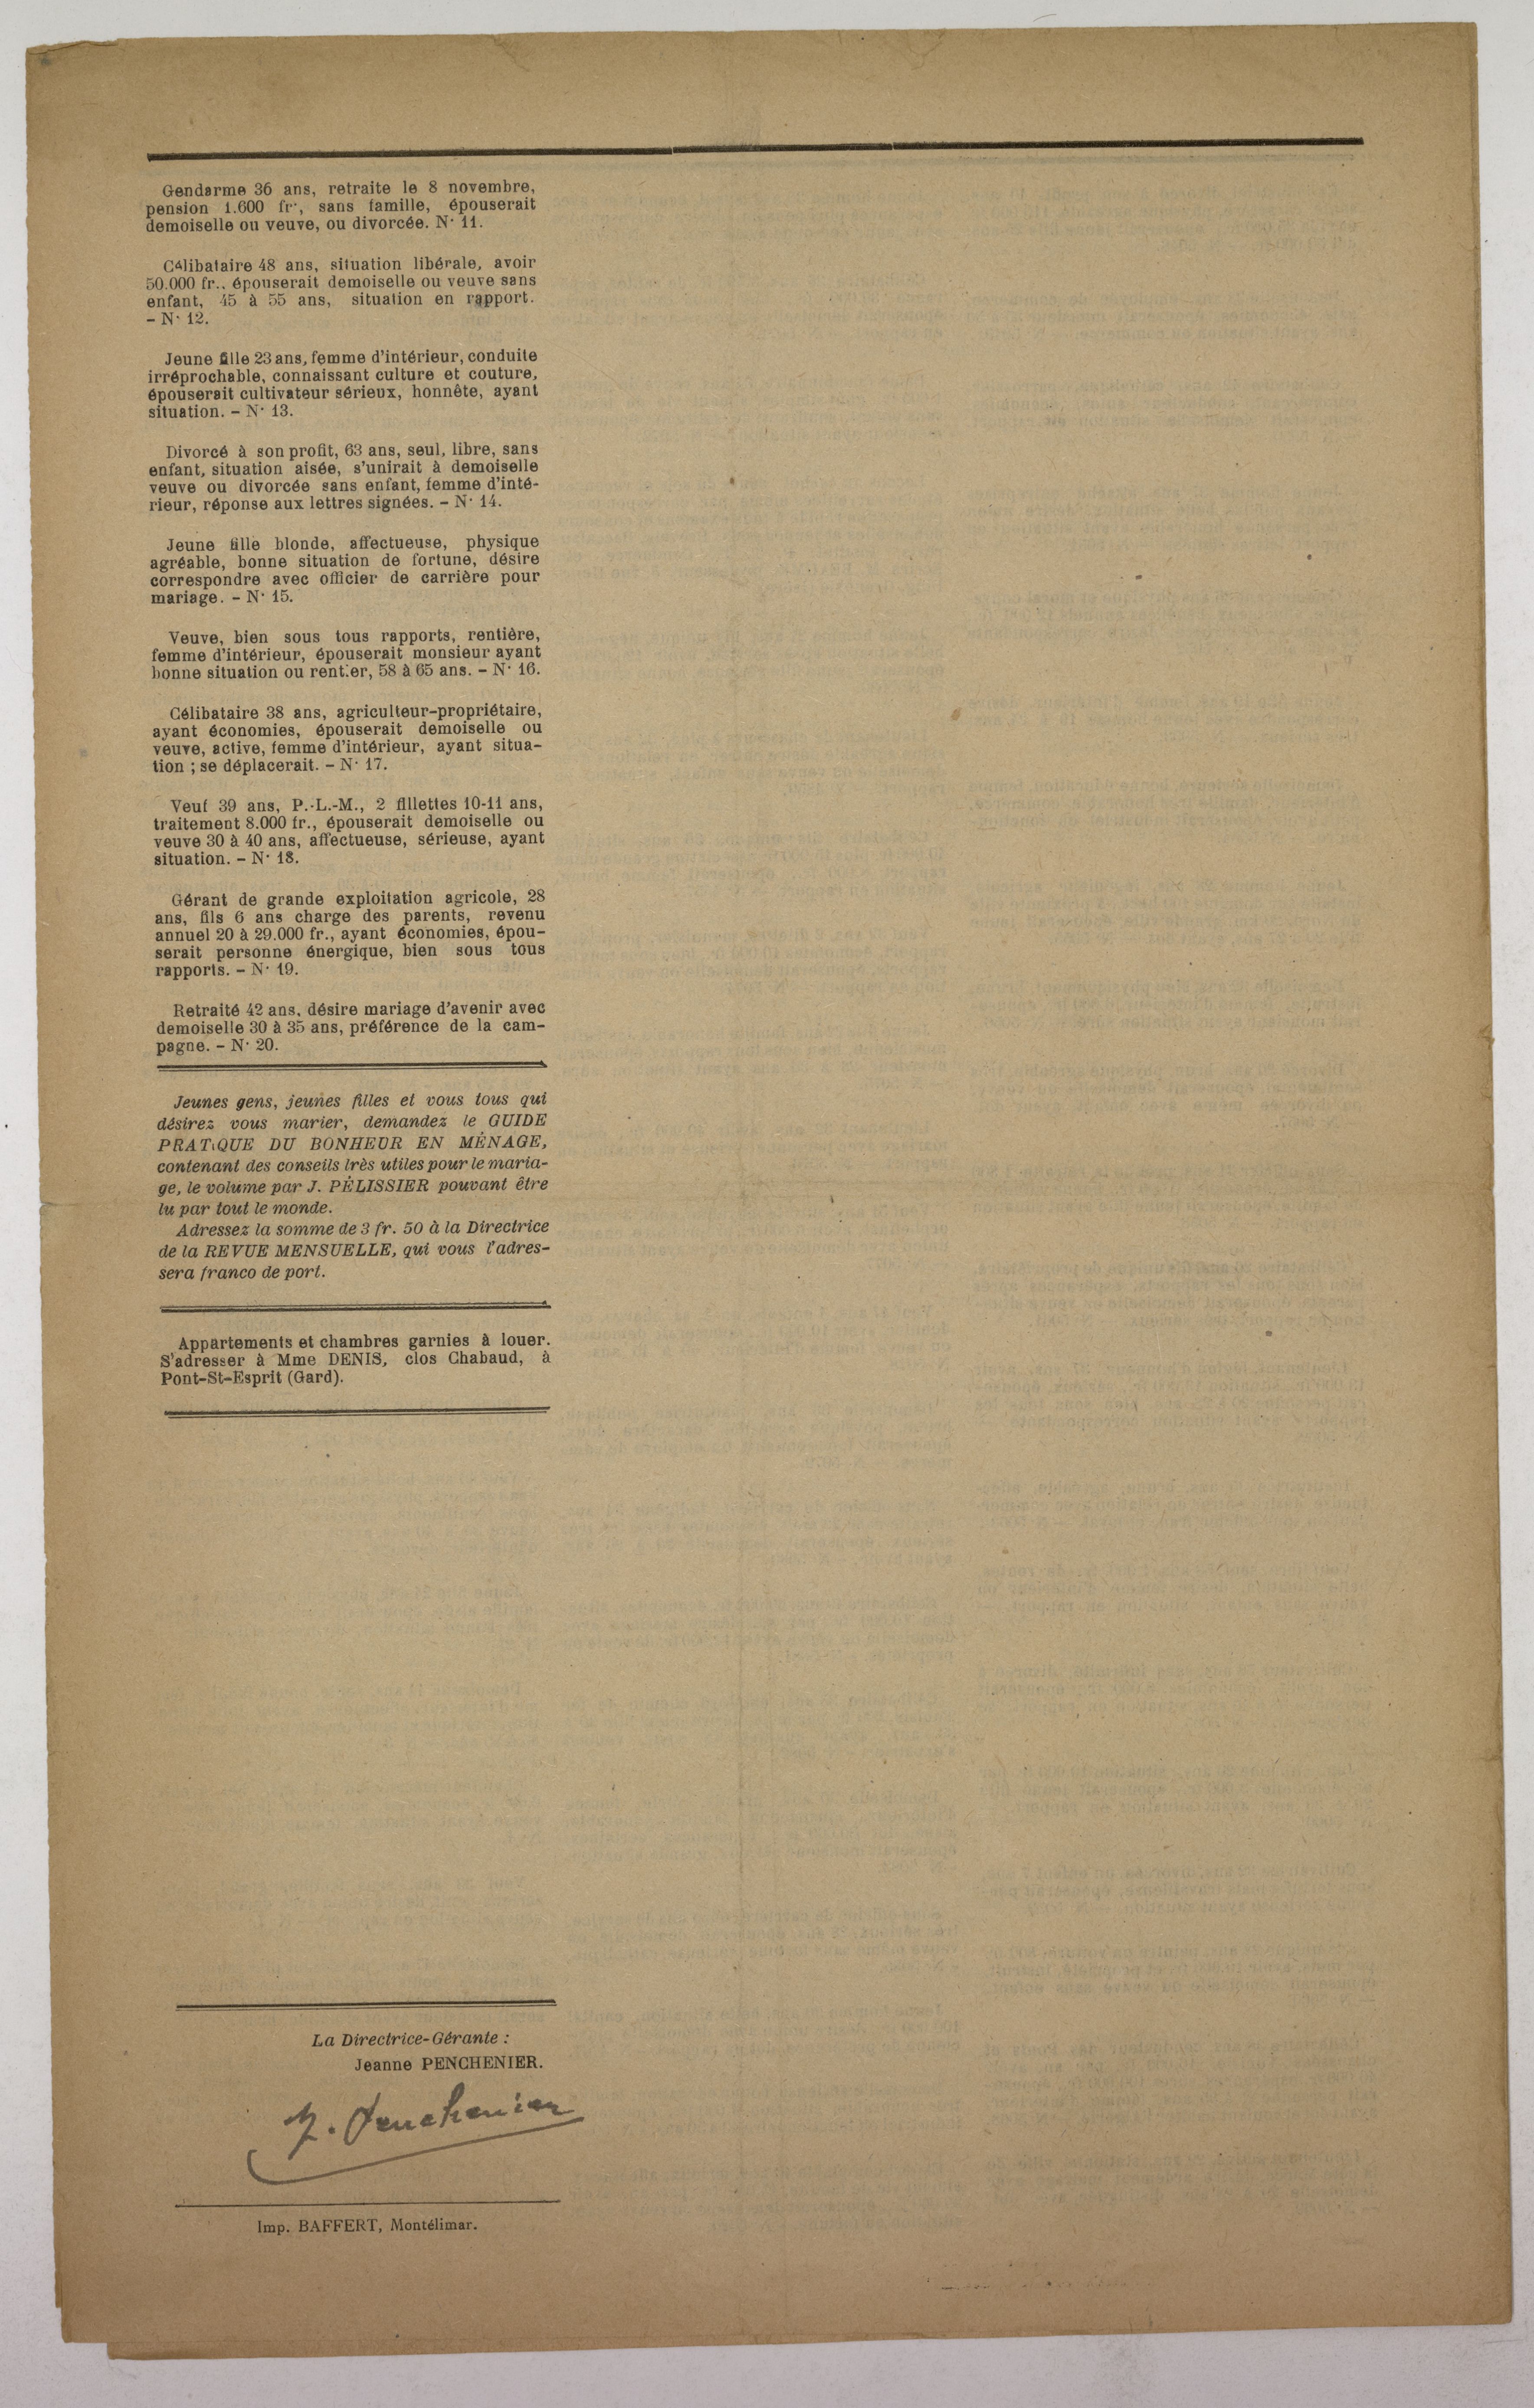 Gendarme 36 ans, retraite le 8 novembre,
pension 1.600 fr., sans famille, épouserait
demoiselle ou veuve, ou divorcée. N· 11.
Célibataire 48 ans, situation libérale, avoir
50.000 fr., épouserait demoiselle ou veuve sans
enfant, 45 à 55 ans, situation en rapport.
– N· 12.
Jeune fille 23 ans, femme d'intérieur, conduite
irréprochable, connaissant culture et couture,
épouserait cultivateur sérieux, honnête, ayant
situation. – N· 13.
Divorcé à son profit, 63 ans, seul, libre, sans
enfant, situation aisée, s'unirait à demoiselle
veuve ou divorcée sans enfant, femme d'inté-
rieur, réponse aux lettres signées. – N· 14.
Jeune fille blonde, affectueuse, physique
agréable, bonne situation de fortune, désire
correspondre avec officier de carrière pour
mariage. – N· 15.
Veuve, bien sous tous rapports, rentière,
femme d'intérieur, épouserait monsieur ayant
bonne situation ou rentier, 58 à 65 ans. – N· 16.
Célibataire 38 ans, agriculteur-propriétaire,
ayant économies, épouserait demoiselle ou
veuve, active, femme d'intérieur, ayant situa-
tion ; se déplacerait. – N· 17.
Veuf 39 ans, P.-L.-M., 2 fillettes 10-11 ans,
traitement 8.000 fr., épouserait demoiselle ou
veuve 30 à 40 ans, affectueuse, sérieuse, ayant
situation. – N· 18.
Gérant de grande exploitation agricole, 28
ans, fils 6 ans charge des parents, revenu
annuel 20 à 29.000 fr., ayant économies, épou-
serait personne énergique, bien sous tous
rapports. – N· 19.
Retraité 42 ans, désire mariage d'avenir avec
demoiselle 30 à 35 ans, préférence de la cam-
pagne. – N· 20.
Jeunes gens, jeunes filles et vous tous qui
désirez vous marier, demandez le GUIDE
PRATIQUE DU BONHEUR EN MÉNAGE,
contenant des conseils très utiles pour le maria-
ge, le volume par J. PÉLISSIER pouvant être
lu par tout le monde.
Adressez la somme de 3 fr. 50 à la Directrice
de la REVUE MENSUELLE, qui vous l'adres-
sera franco de port.
Appartements et chambres garnies à louer.
S'adresser à Mme DENIS, clos Chabaud, à
Pont-St-Esprit (Gard).
La Directrice-Gérante :
Jeanne PENCHENIER.
J. Penchenier
Imp. BAFFERT, Montélimar.